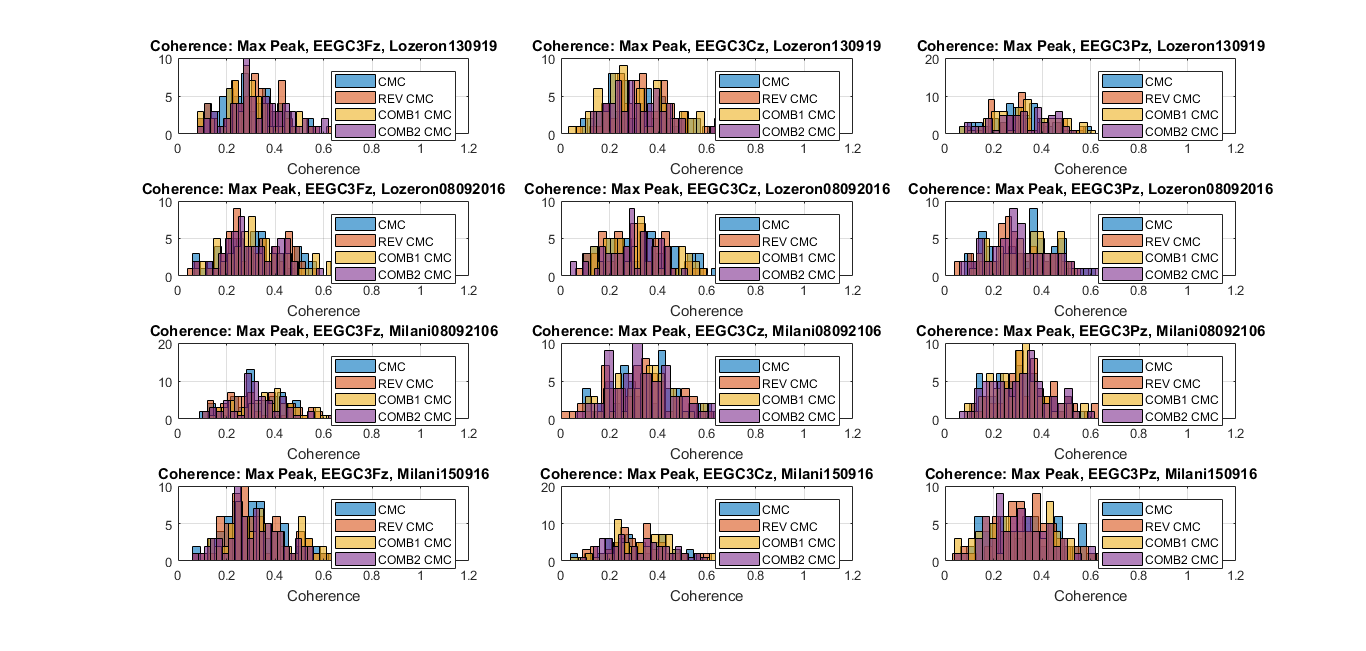 Coherence: Max Peak, EEGC3Fz, Lozeron130919
10
5
0
CMC
REV CMC
COMB1 CMC
COMB2 CMC
0 0.2 0.4 0.6 0.8 1 1.2
Coherence
Coherence: Max Peak, EEGC3Cz, Lozeron130919
10
5
0
CMC
REV CMC
COMB1 CMC
COMB2 CMC
0 0.2 0.4 0.6 0.8 1 1.2
Coherence
Coherence: Max Peak, EEGC3Pz, Lozeron130919
20
10
0
CMC
REV CMC
COMB1 CMC
COMB2 CMC
0 0.2 0.4 0.6 0.8 1 1.2
Coherence
Coherence: Max Peak, EEGC3Fz, Lozeron08092016
10
5
0
CMC
REV CMC
COMB1 CMC
COMB2 CMC
0 0.2 0.4 0.6 0.8 1 1.2
Coherence
Coherence: Max Peak, EEGC3Cz, Lozeron08092016
10
5
0
CMC
REV CMC
COMB1 CMC
COMB2 CMC
0 0.2 0.4 0.6 0.8 1 1.2
Coherence
Coherence: Max Peak, EEGC3Pz, Lozeron08092016
10
5
0
CMC
REV CMC
COMB1 CMC
COMB2 CMC
0 0.2 0.4 0.6 0.8 1 1.2
Coherence
Coherence: Max Peak, EEGC3Fz, Milani08092106
20
10
0
CMC
REV CMC
COMB1 CMC
COMB2 CMC
0 0.2 0.4 0.6 0.8 1 1.2
Coherence
Coherence: Max Peak, EEGC3Cz, Milani08092106
10
5
0
CMC
REV CMC
COMB1 CMC
COMB2 CMC
0 0.2 0.4 0.6 0.8 1 1.2
Coherence
Coherence: Max Peak, EEGC3Pz, Milani08092106
10
5
0
CMC
REV CMC
COMB1 CMC
COMB2 CMC
0 0.2 0.4 0.6 0.8 1 1.2
Coherence
Coherence: Max Peak, EEGC3Fz, Milani150916
10
5
0
CMC
REV CMC
COMB1 CMC
COMB2 CMC
0 0.2 0.4 0.6 0.8 1 1.2
Coherence
Coherence: Max Peak, EEGC3Cz, Milani150916
20
10
0
CMC
REV CMC
COMB1 CMC
COMB2 CMC
0 0.2 0.4 0.6 0.8 1 1.2
Coherence
Coherence: Max Peak, EEGC3Pz, Milani150916
10
5
0
CMC
REV CMC
COMB1 CMC
COMB2 CMC
0 0.2 0.4 0.6 0.8 1 1.2
Coherence